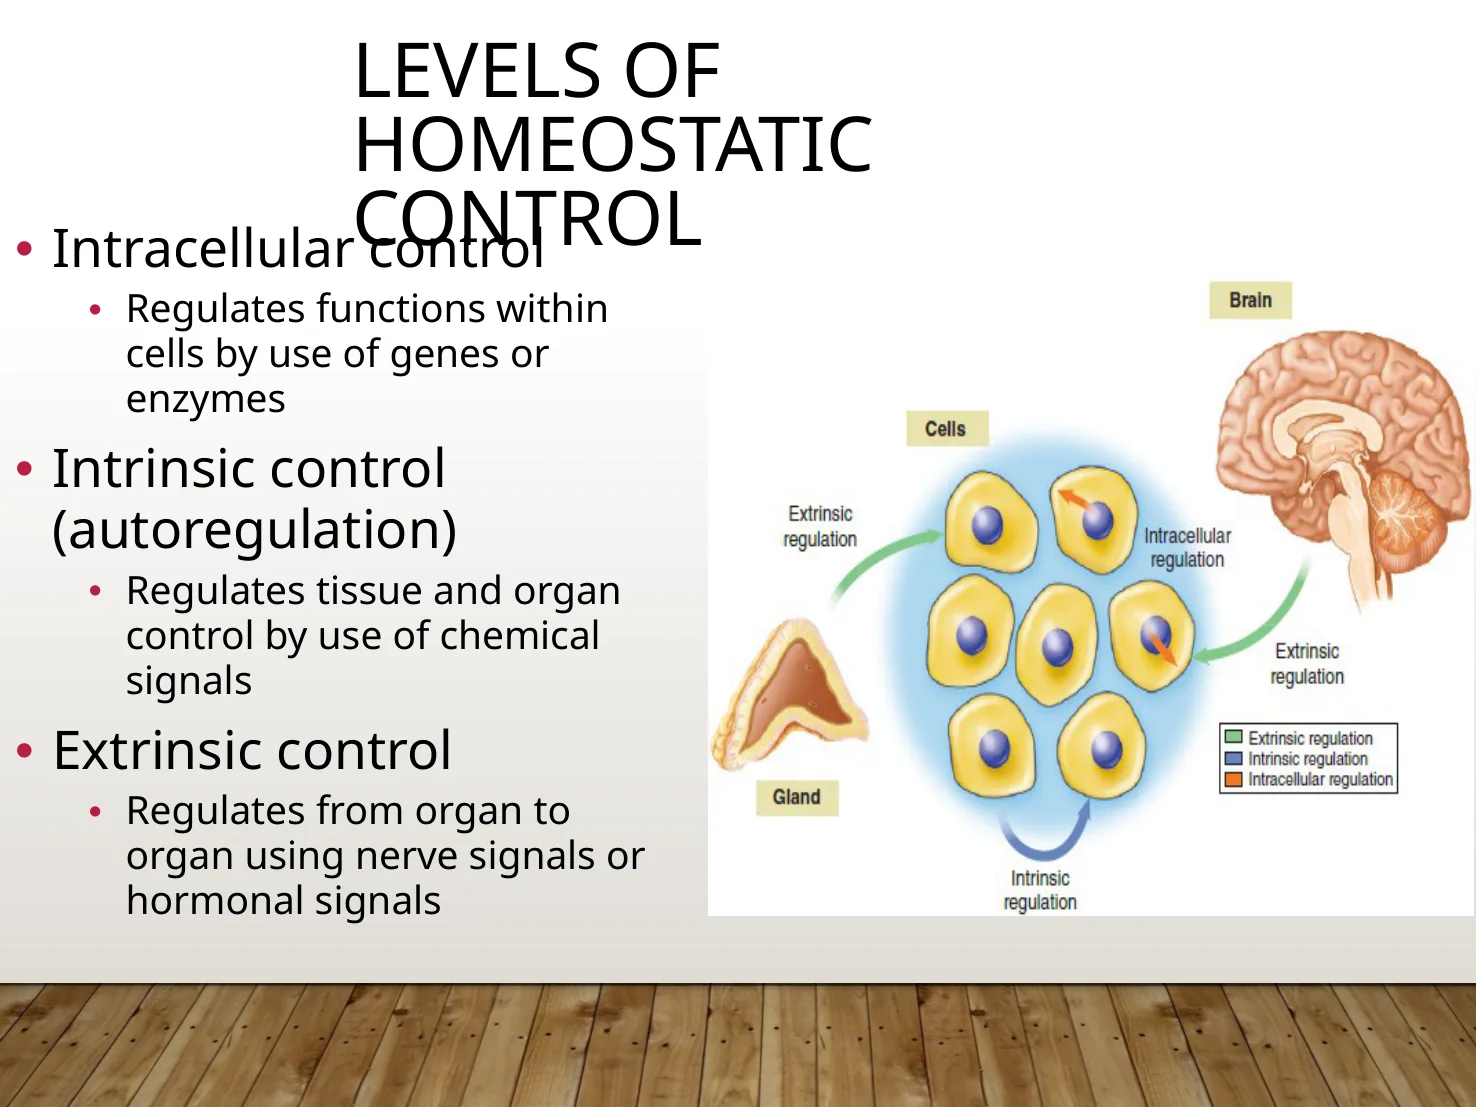 LEVELS OF
HOMEOSTATIC
CONTROL
• Intracellular control
• Regulates functions within
cells by use of genes or
enzymes
• Intrinsic control
(autoregulation)
• Regulates tissue and organ
control by use of chemical
signals
• Extrinsic control
• Regulates from organ to
organ using nerve signals or
hormonal signals
Brain
Cells
Extrinsic
regulation
Intracellular
regulation
Extrinsic
regulation
Gland
Extrinsic regulation
Intrinsic regulation
Intracellular regulation
Intrinsic
regulation